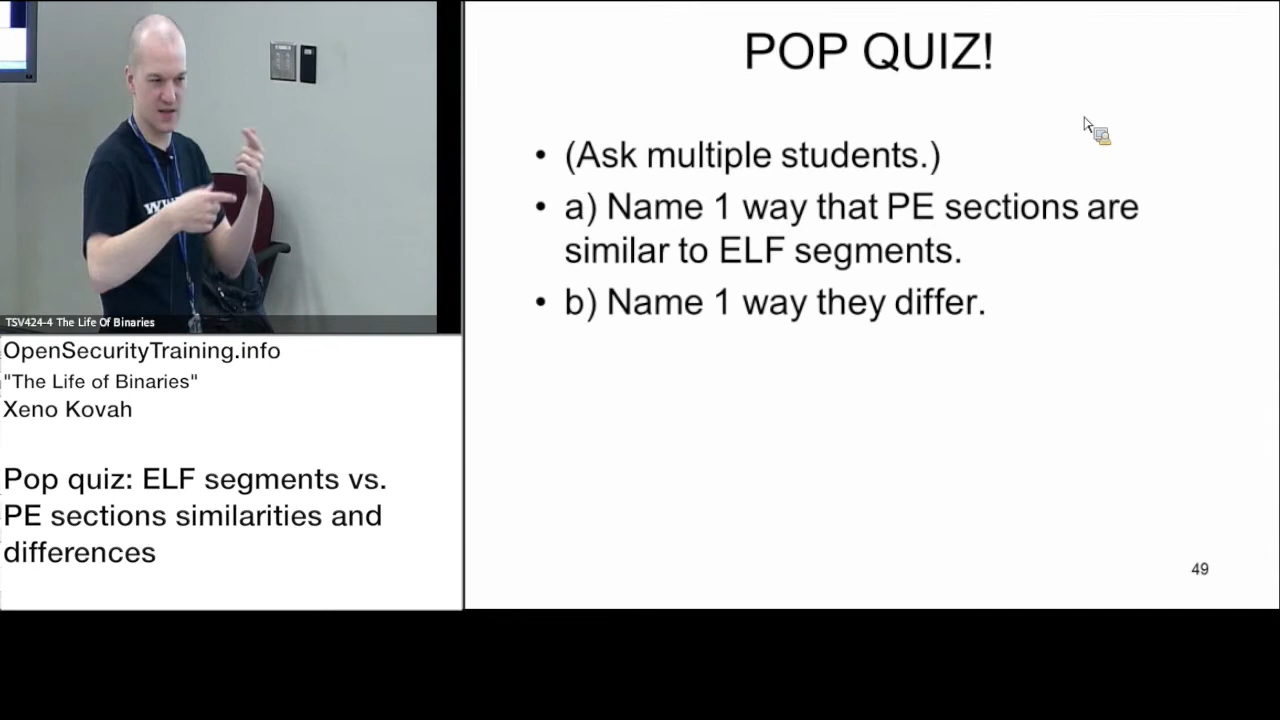 POP QUIZ!
• (Ask multiple students.)
• a) Name 1 way that PE sections are
similar to ELF segments.
• b) Name 1 way they differ.
49
TSV424-4 The Life Of Binaries
OpenSecurityTraining.info
"The Life of Binaries"
Xeno Kovah
Pop quiz: ELF segments vs.
PE sections similarities and
differences